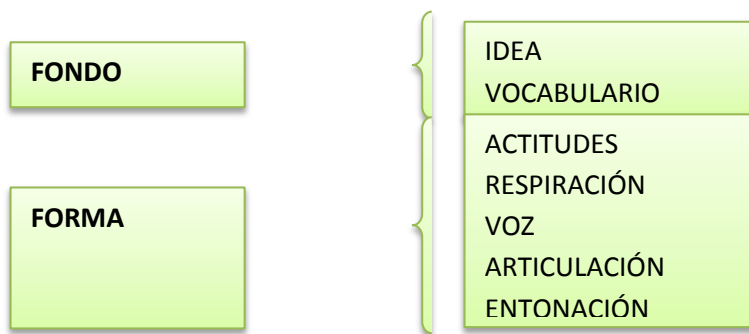 FONDO
IDEA
VOCABULARIO
FORMA
ACTITUDES
RESPIRACIÓN
VOZ
ARTICULACIÓN
ENTONACIÓN